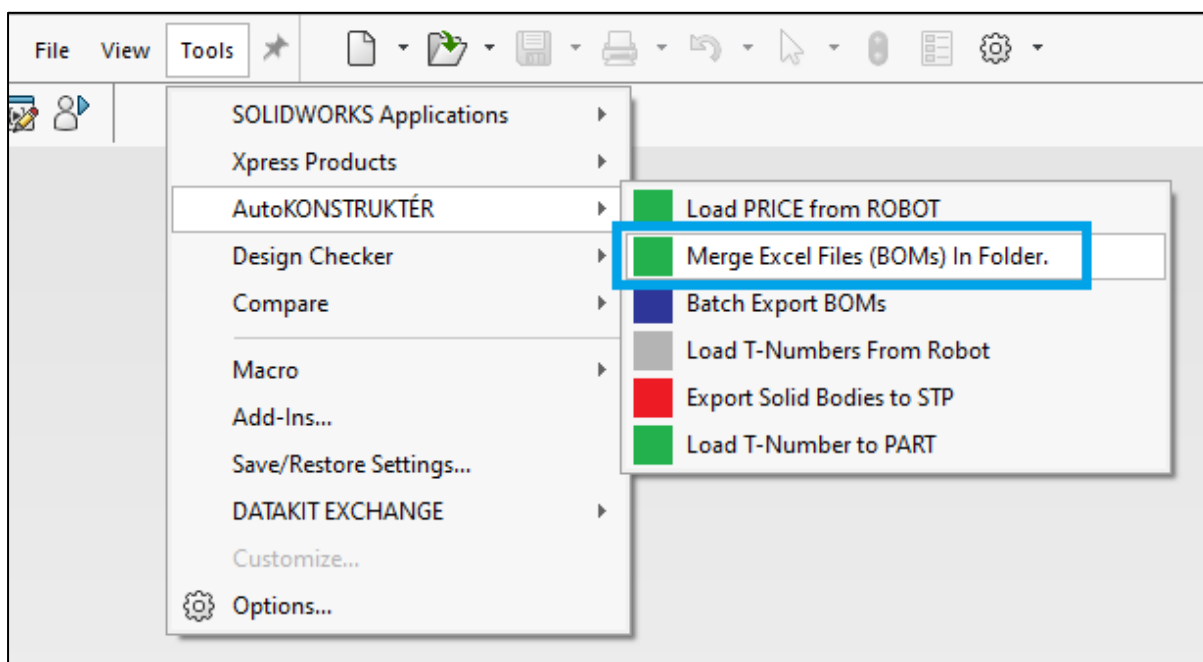 File View Tools
SOLIDWORKS Applications
Xpress Products
AutoKONSTRUKTÉR
Design Checker
Compare
Macro
Add-Ins...
Save/Restore Settings...
DATAKIT EXCHANGE
Customize...
Options...
Load PRICE from ROBOT
Merge Excel Files (BOMs) In Folder.
Batch Export BOMs
Load T-Numbers From Robot
Export Solid Bodies to STP
Load T-Number to PART